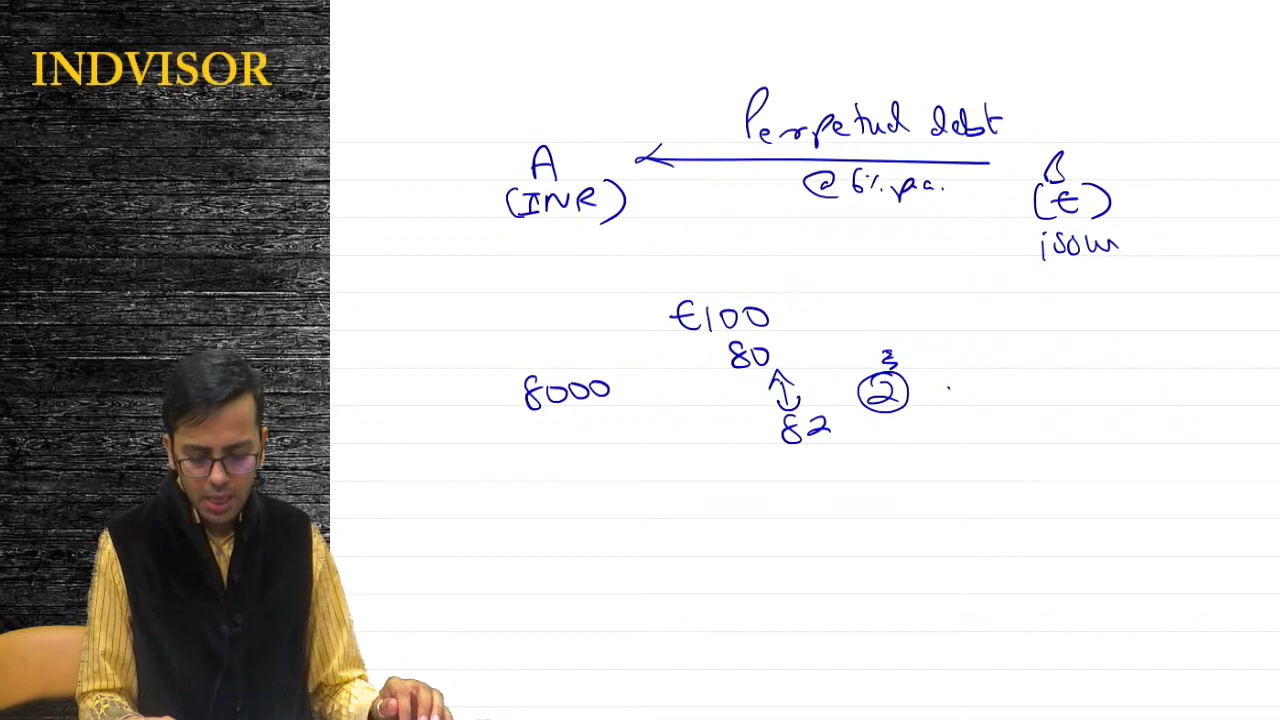 INDVISOR
Perpetual debt
A
B
@ 6% p.a.
(INR)
(€)
€100
80
8000
2
82